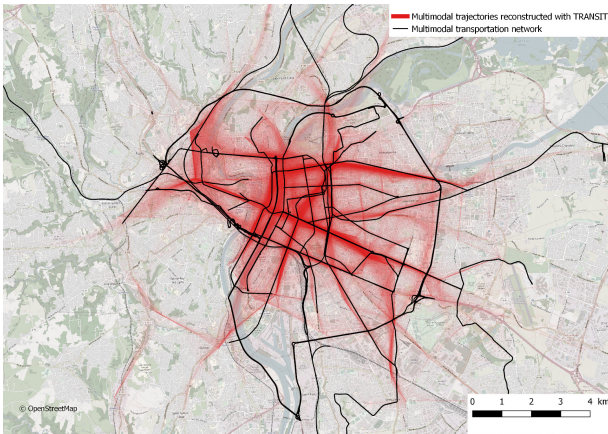 Multimodal trajectories reconstructed with TRANSIT
Multimodal transportation network
© OpenStreetMap
0 1 2 3 4 km